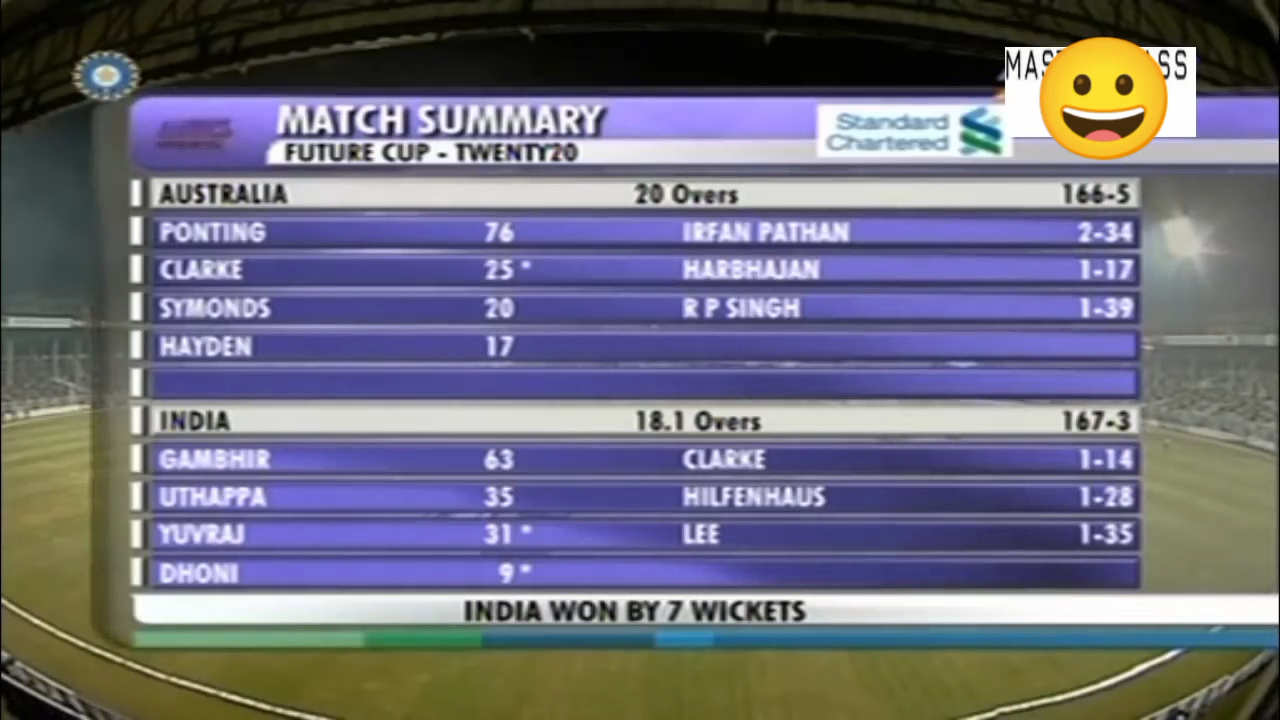 MATCH SUMMARY
FUTURE CUP - TWENTY20
Standard
Chartered
AUSTRALIA 20 Overs 166-5
PONTING 76 IRFAN PATHAN 2-34
CLARKE 25* HARBHAJAN 1-17
SYMONDS 20 R P SINGH 1-39
HAYDEN 17
INDIA 18.1 Overs 167-3
GAMBHIR 63 CLARKE 1-14
UTHAPPA 35 HILFENHAUS 1-28
YUVRAJ 31* LEE 1-35
DHONI 9*
INDIA WON BY 7 WICKETS